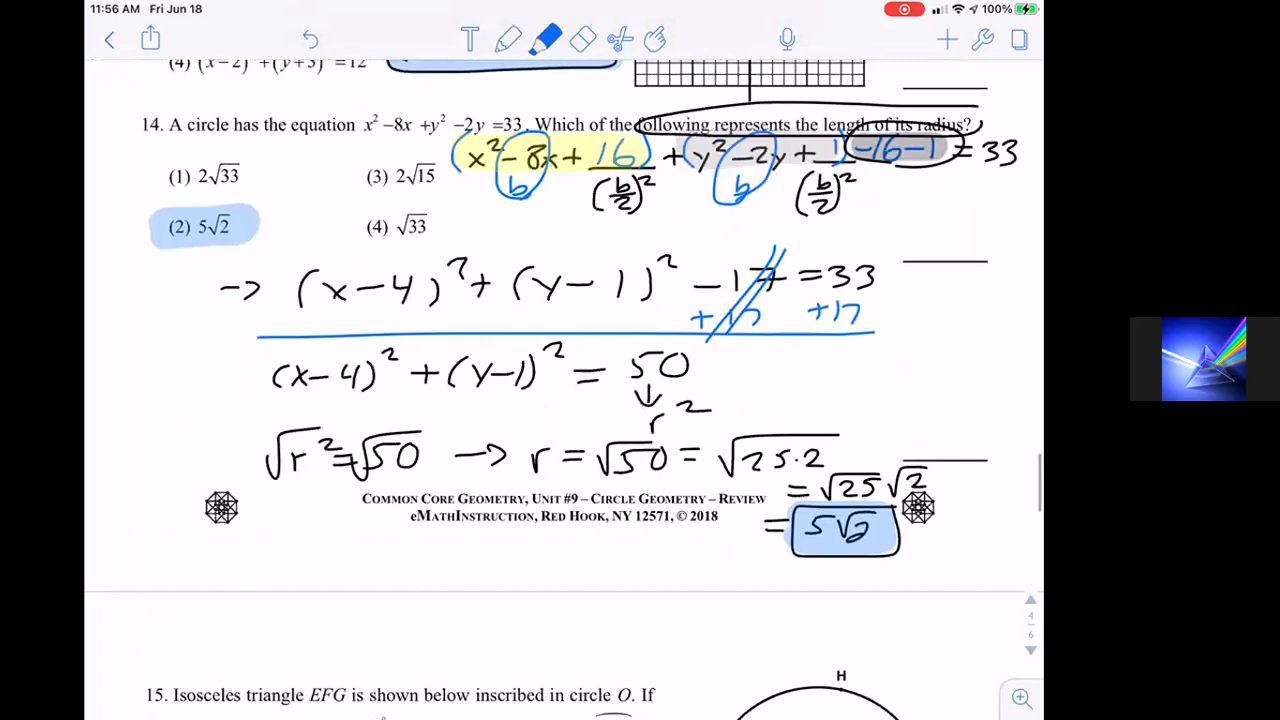 11:56 AM Fri Jun 18
100%
T
(4) (x−2) +(y+3) =12
14. A circle has the equation x² −8x +y² −2y =33. Which of the following represents the length of its radius?
(x² − 8x + 16) + (y² − 2y + 1) −16 −1 = 33
b (b/2)² b (b/2)²
(1) 2√33 (3) 2√15
(2) 5√2 (4) √33
→ (x−4)² + (y−1)² −17 = 33
+17 +17
(x−4)² + (y−1)² = 50
↓
r²
√r² = √50 → r = √50 = √25·2
= √25 √2
= 5√2
COMMON CORE GEOMETRY, UNIT #9 – CIRCLE GEOMETRY – REVIEW
eMATHINSTRUCTION, RED HOOK, NY 12571, © 2018
4
6
H
15. Isosceles triangle EFG is shown below inscribed in circle O. If